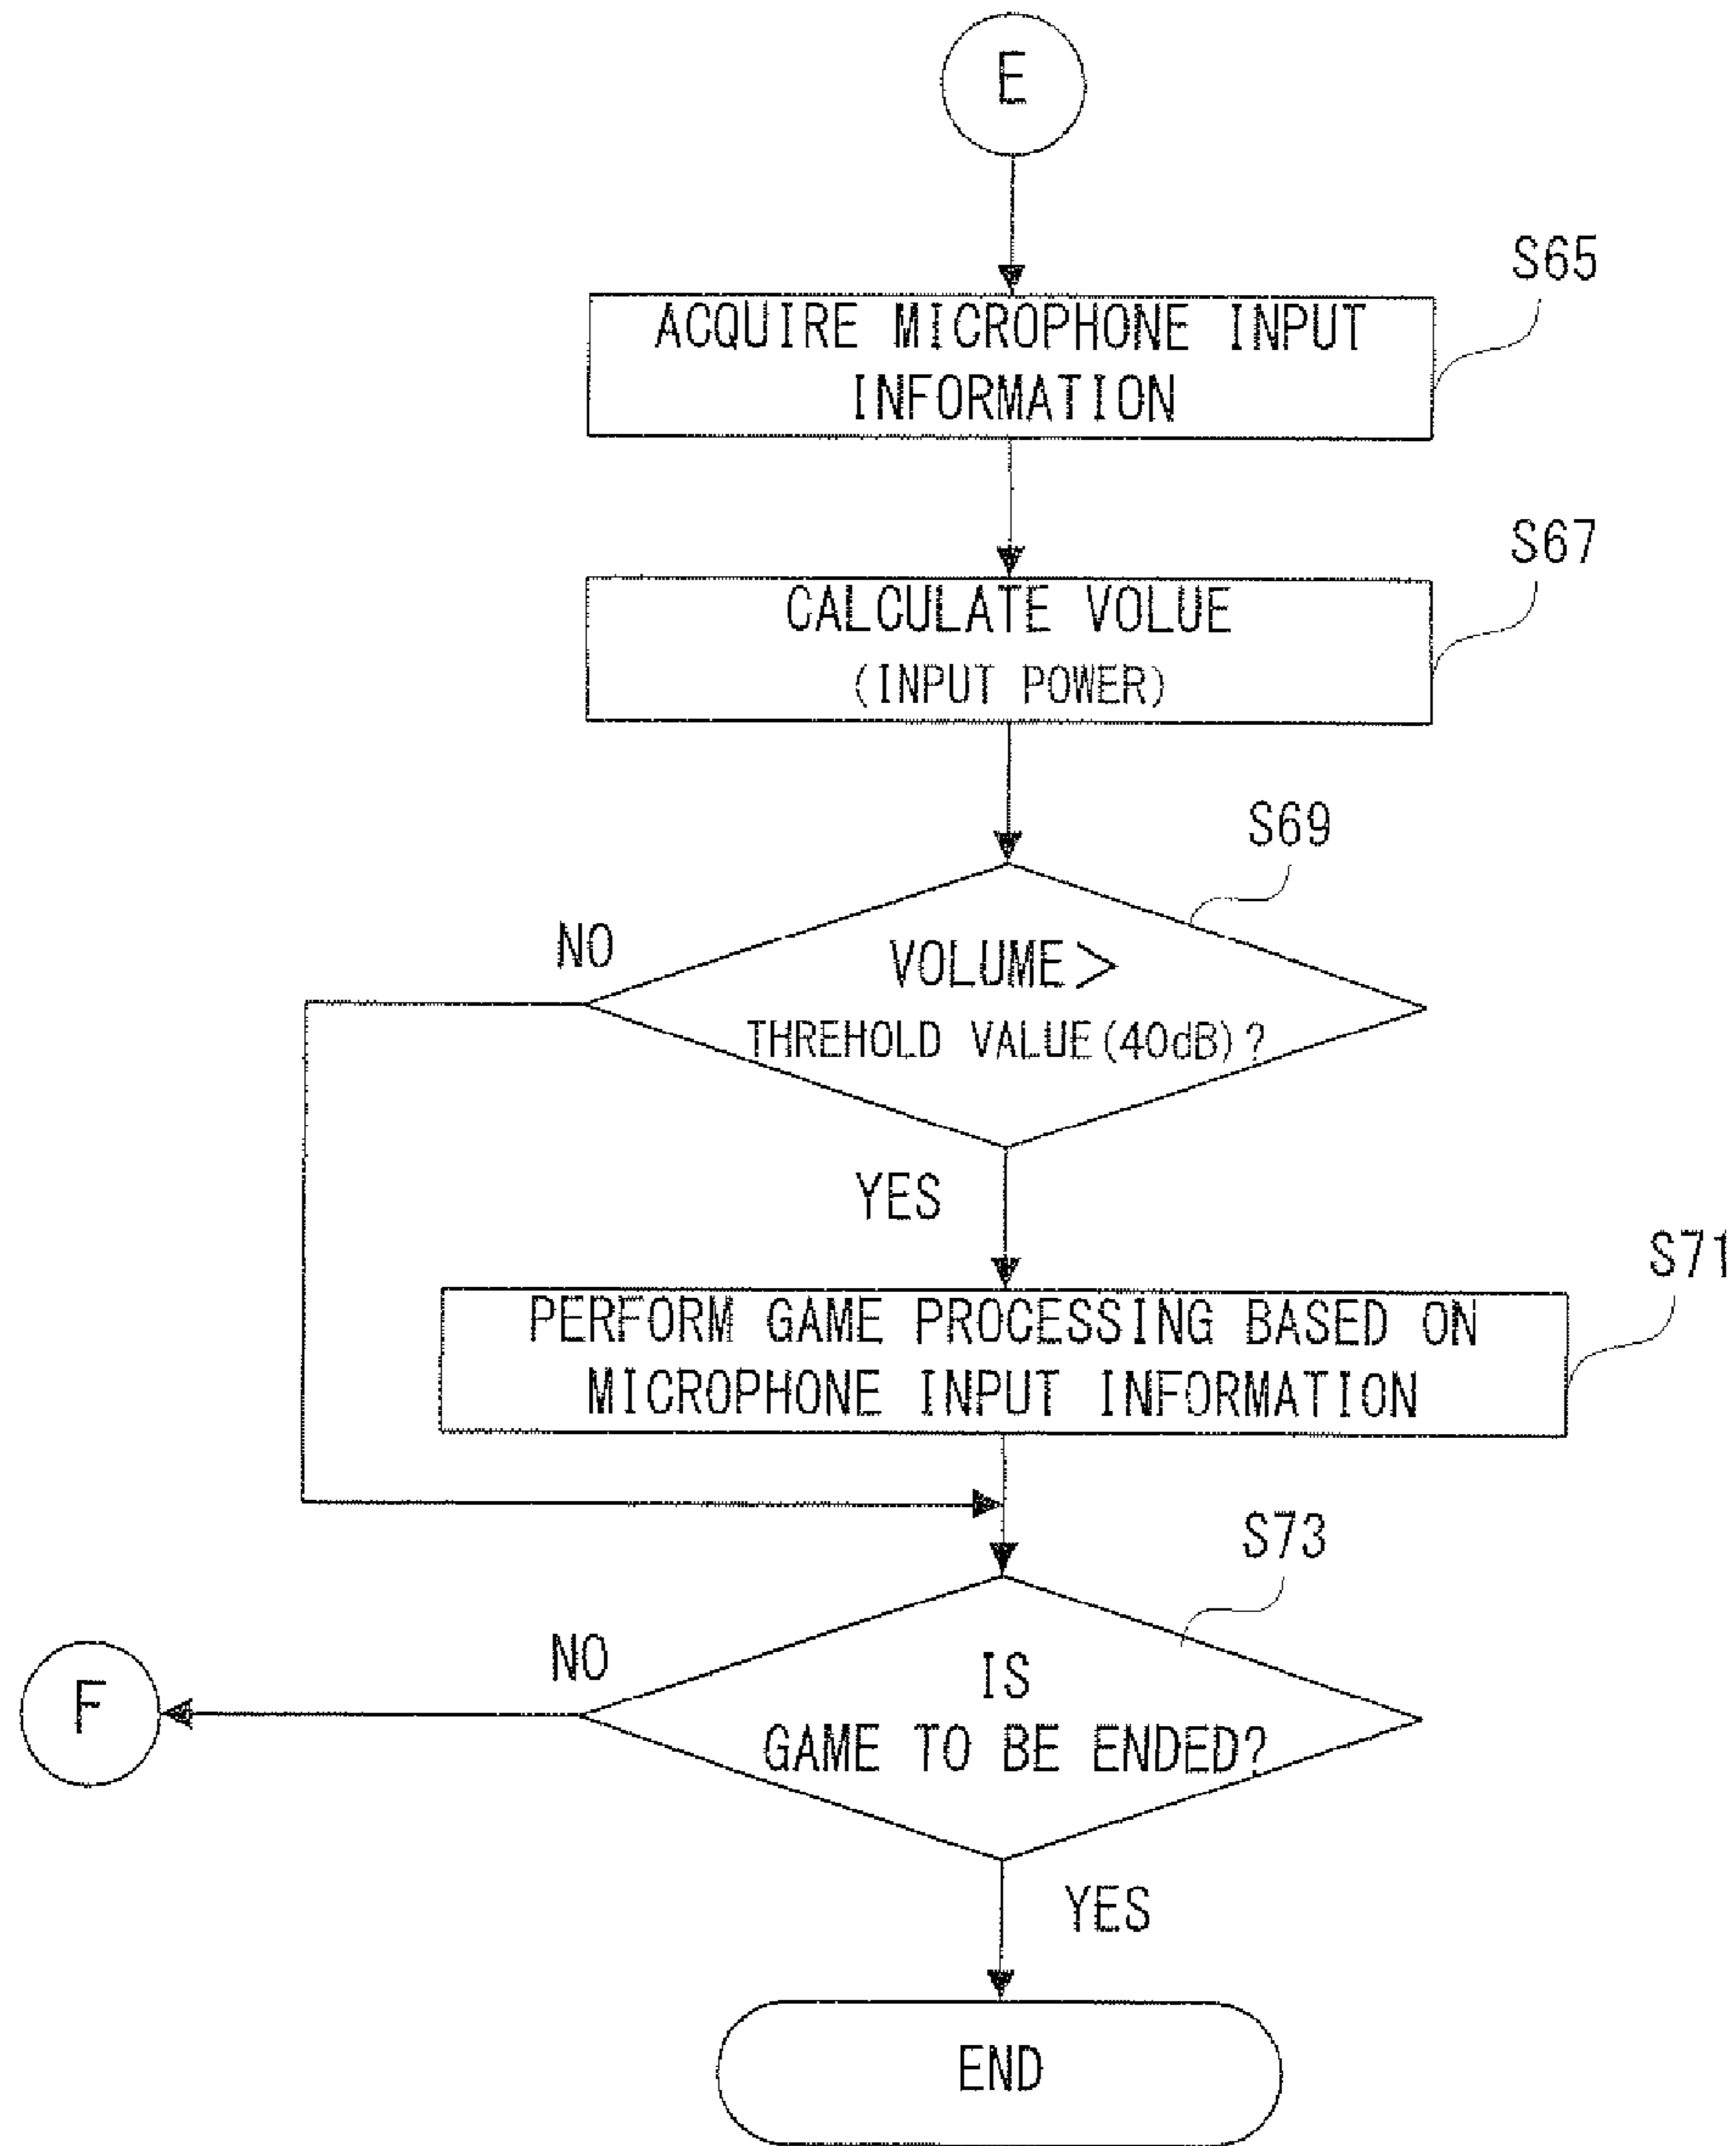 E
S65
ACQUIRE MICROPHONE INPUT
INFORMATION
S67
CALCULATE VOLUE
(INPUT POWER)
S69
NO
VOLUME>
THREHOLD VALUE(40dB)?
YES
S71
PERFORM GAME PROCESSING BASED ON
MICROPHONE INPUT INFORMATION
S73
NO
F
IS
GAME TO BE ENDED?
YES
END